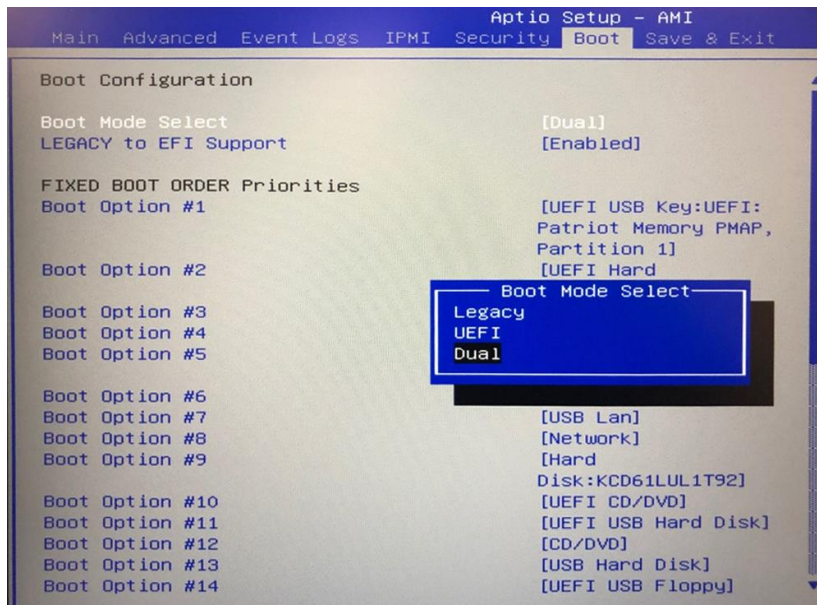 Aptio Setup – AMI
Main Advanced Event Logs IPMI Security Boot Save & Exit
Boot Configuration
Boot Mode Select [Dual]
LEGACY to EFI Support [Enabled]
FIXED BOOT ORDER Priorities
Boot Option #1 [UEFI USB Key:UEFI:
Patriot Memory PMAP,
Partition 1]
Boot Option #2 [UEFI Hard
Boot Mode Select
Boot Option #3 Legacy
Boot Option #4 UEFI
Boot Option #5 Dual
Boot Option #6
Boot Option #7 [USB Lan]
Boot Option #8 [Network]
Boot Option #9 [Hard
Disk:KCD61LUL1T92]
Boot Option #10 [UEFI CD/DVD]
Boot Option #11 [UEFI USB Hard Disk]
Boot Option #12 [CD/DVD]
Boot Option #13 [USB Hard Disk]
Boot Option #14 [UEFI USB Floppy]